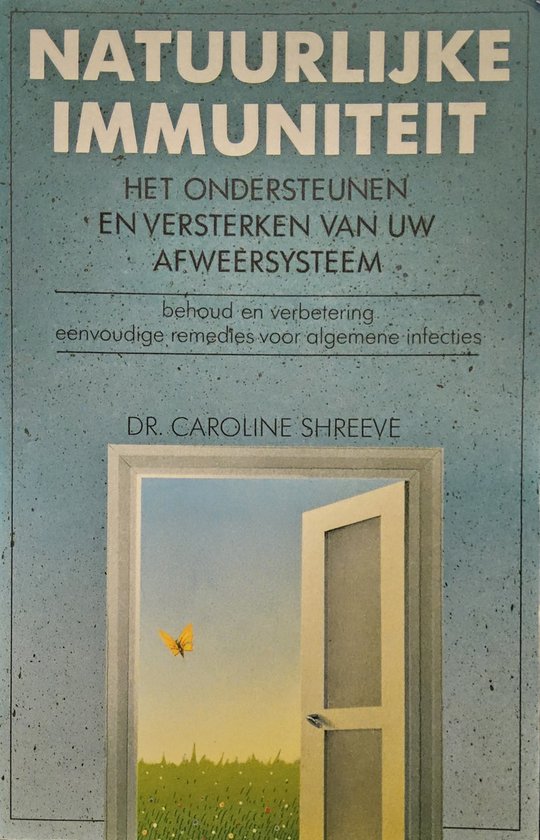 NATUURLIJKE
IMMUNITEIT
HET ONDERSTEUNEN
EN VERSTERKEN VAN UW
AFWEERSYSTEEM
behoud en verbetering
eenvoudige remedies voor algemene infecties
DR. CAROLINE SHREEVE